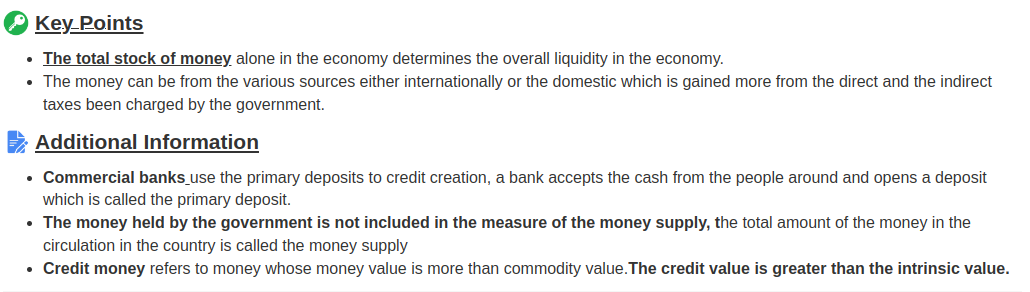 Key Points
The total stock of money alone in the economy determines the overall liquidity in the economy.
The money can be from the various sources either internationally or the domestic which is gained more from the direct and the indirect
taxes been charged by the government.
Additional Information
Commercial banks use the primary deposits to credit creation, a bank accepts the cash from the people around and opens a deposit
which is called the primary deposit.
The money held by the government is not included in the measure of the money supply, the total amount of the money in the
circulation in the country is called the money supply
Credit money refers to money whose money value is more than commodity value.The credit value is greater than the intrinsic value.